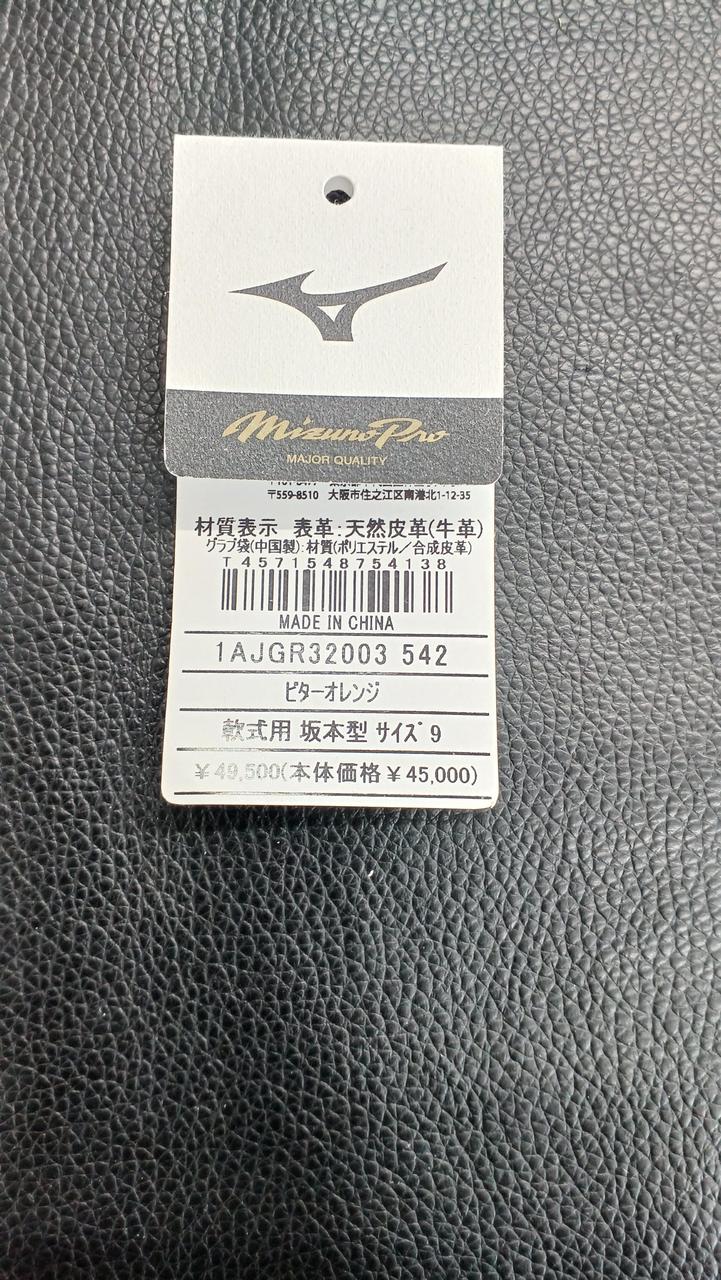 Mizuno Pro
MAJOR QUALITY
〒559-8510 大阪市住之江区南港北1-12-35
材質表示 表革:天然皮革(牛革)
グラブ袋(中国製):材質(ポリエステル/合成皮革)
T4571548754138
MADE IN CHINA
1AJGR32003 542
ビターオレンジ
軟式用 坂本型 サイズ 9
￥49,500(本体価格￥45,000)